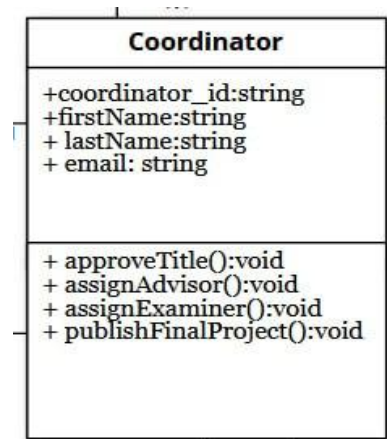 Coordinator
+coordinator_id:string
+firstName:string
+ lastName:string
+ email: string
+ approveTitle():void
+ assignAdvisor():void
+ assignExaminer():void
+ publishFinalProject():void